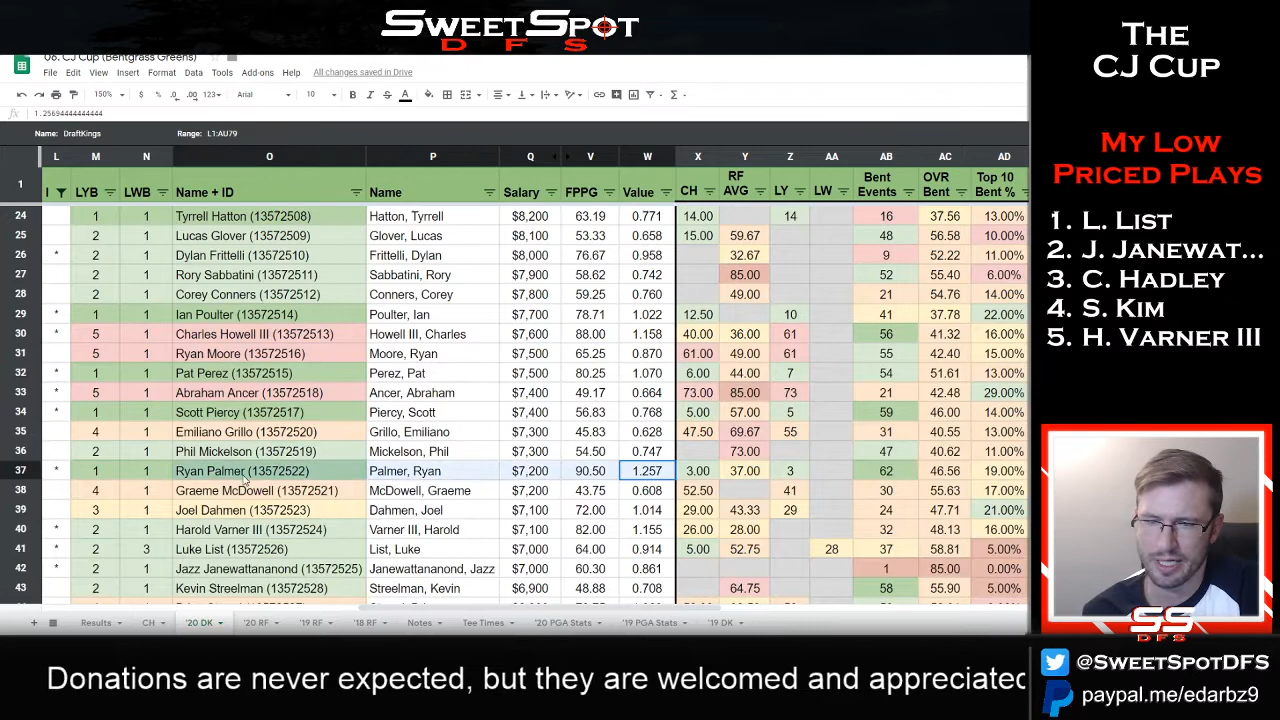 SWEETSPOT
DFS
06. CJ Cup (Bentgrass Greens)
File Edit View Insert Format Data Tools Add-ons Help All changes saved in Drive
150% $ % .0 .00 123 Arial 10 B I S A
fx 1.25694444444444
Name: DraftKings Range: L1:AU79
L M N O P Q V W X Y Z AA AB AC AD
1 I LYB LWB Name + ID Name Salary FPPG Value CH RF AVG LY LW Bent Events OVR Bent Top 10 Bent %
24 1 1 Tyrrell Hatton (13572508) Hatton, Tyrrell $8,200 63.19 0.771 14.00 14 16 37.56 13.00%
25 2 1 Lucas Glover (13572509) Glover, Lucas $8,100 53.33 0.658 15.00 59.67 48 56.58 10.00%
26 * 2 1 Dylan Frittelli (13572510) Frittelli, Dylan $8,000 76.67 0.958 32.67 9 52.22 11.00%
27 2 1 Rory Sabbatini (13572511) Sabbatini, Rory $7,900 58.62 0.742 85.00 52 55.40 6.00%
28 2 1 Corey Conners (13572512) Conners, Corey $7,800 59.25 0.760 49.00 21 54.76 14.00%
29 * 1 1 Ian Poulter (13572514) Poulter, Ian $7,700 78.71 1.022 12.50 10 41 37.78 22.00%
30 * 5 1 Charles Howell III (13572513) Howell III, Charles $7,600 88.00 1.158 40.00 36.00 61 56 41.32 16.00%
31 5 1 Ryan Moore (13572516) Moore, Ryan $7,500 65.25 0.870 61.00 49.00 61 55 42.40 15.00%
32 * 1 1 Pat Perez (13572515) Perez, Pat $7,500 80.25 1.070 6.00 44.00 7 54 51.61 13.00%
33 * 5 1 Abraham Ancer (13572518) Ancer, Abraham $7,400 49.17 0.664 73.00 85.00 73 21 42.48 29.00%
34 * 1 1 Scott Piercy (13572517) Piercy, Scott $7,400 56.83 0.768 5.00 57.00 5 59 46.00 14.00%
35 4 1 Emiliano Grillo (13572520) Grillo, Emiliano $7,300 45.83 0.628 47.50 69.67 55 31 40.55 13.00%
36 2 1 Phil Mickelson (13572519) Mickelson, Phil $7,300 54.50 0.747 73.00 47 40.62 11.00%
37 * 1 1 Ryan Palmer (13572522) Palmer, Ryan $7,200 90.50 1.257 3.00 37.00 3 62 46.56 19.00%
38 4 1 Graeme McDowell (13572521) McDowell, Graeme $7,200 43.75 0.608 52.50 41 30 55.63 17.00%
39 3 1 Joel Dahmen (13572523) Dahmen, Joel $7,100 72.00 1.014 29.00 43.33 29 24 47.71 21.00%
40 * 2 1 Harold Varner III (13572524) Varner III, Harold $7,100 82.00 1.155 26.00 28.00 32 48.13 16.00%
41 * 2 3 Luke List (13572526) List, Luke $7,000 64.00 0.914 5.00 52.75 28 37 58.81 5.00%
42 * Jazz Janewattananond (13572525) Janewattananond, Jazz $7,000 60.30 0.861 1 85.00 0.00%
43 2 1 Kevin Streelman (13572528) Streelman, Kevin $6,900 48.88 0.708 64.75 58 55.90 5.00%
Results CH '20 DK '20 RF '19 RF '18 RF Notes Tee Times '20 PGA Stats '19 PGA Stats '19 DK
THE
CJ CUP
MY LOW
PRICED PLAYS
1. L. LIST
2. J. JANEWAT...
3. C. HADLEY
4. S. KIM
5. H. VARNER III
SS
DFS
@SWEETSPOTDFS
paypal.me/edarbz9
Donations are never expected, but they are welcomed and appreciated